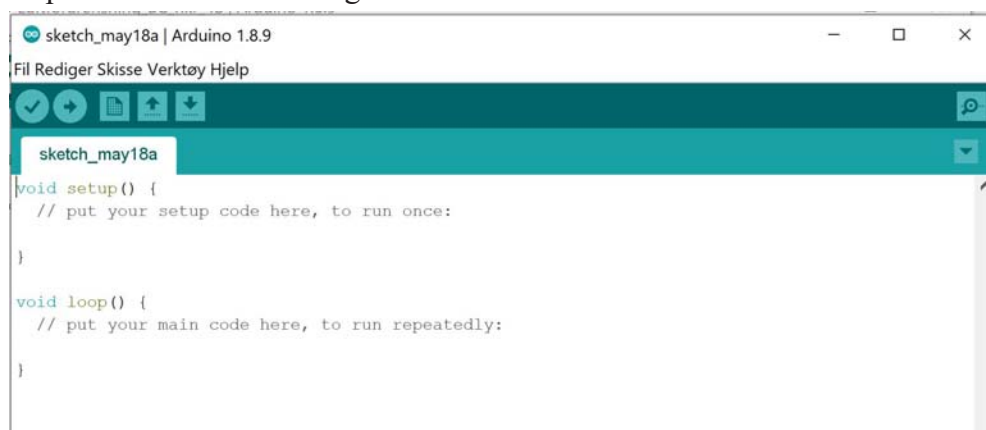 sketch_may18a | Arduino 1.8.9
Fil Rediger Skisse Verktøy Hjelp
sketch_may18a
void setup() {
// put your setup code here, to run once:
}
void loop() {
// put your main code here, to run repeatedly:
}